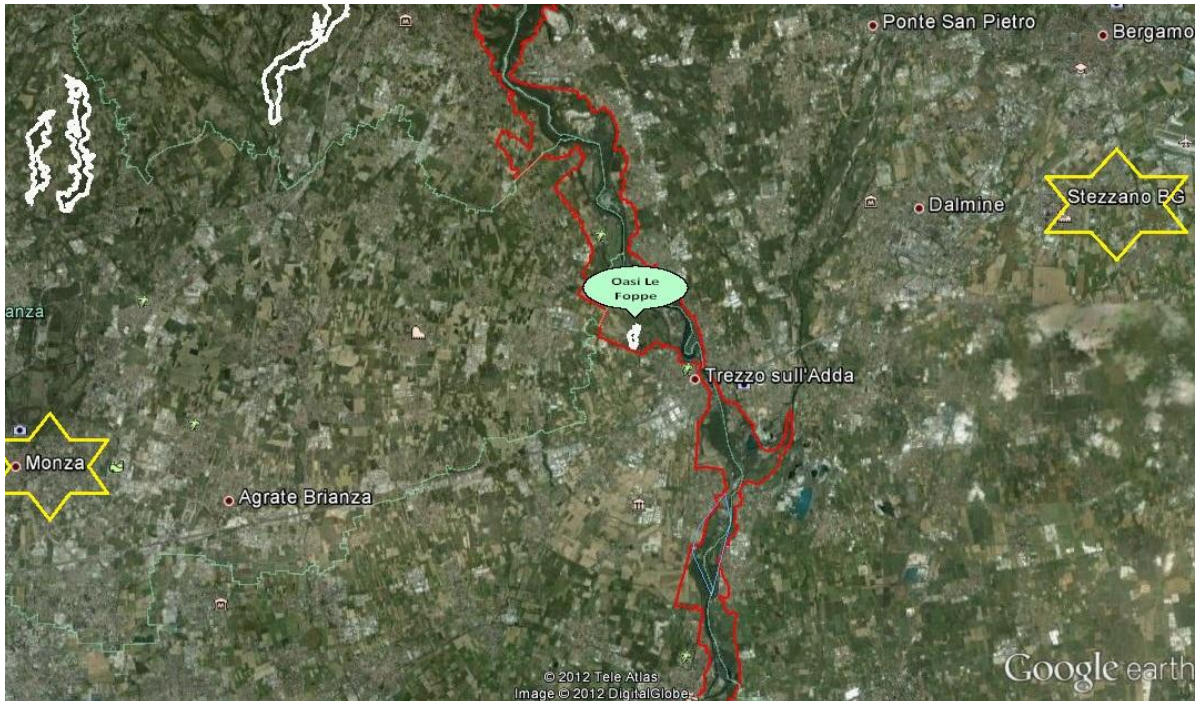 Ponte San Pietro
Bergamo
Stezzano BG
Dalmine
Oasi Le
Foppe
anza
Trezzo sull'Adda
Monza
Agrate Brianza
© 2012 Tele Atlas
Image © 2012 DigitalGlobe
Google earth